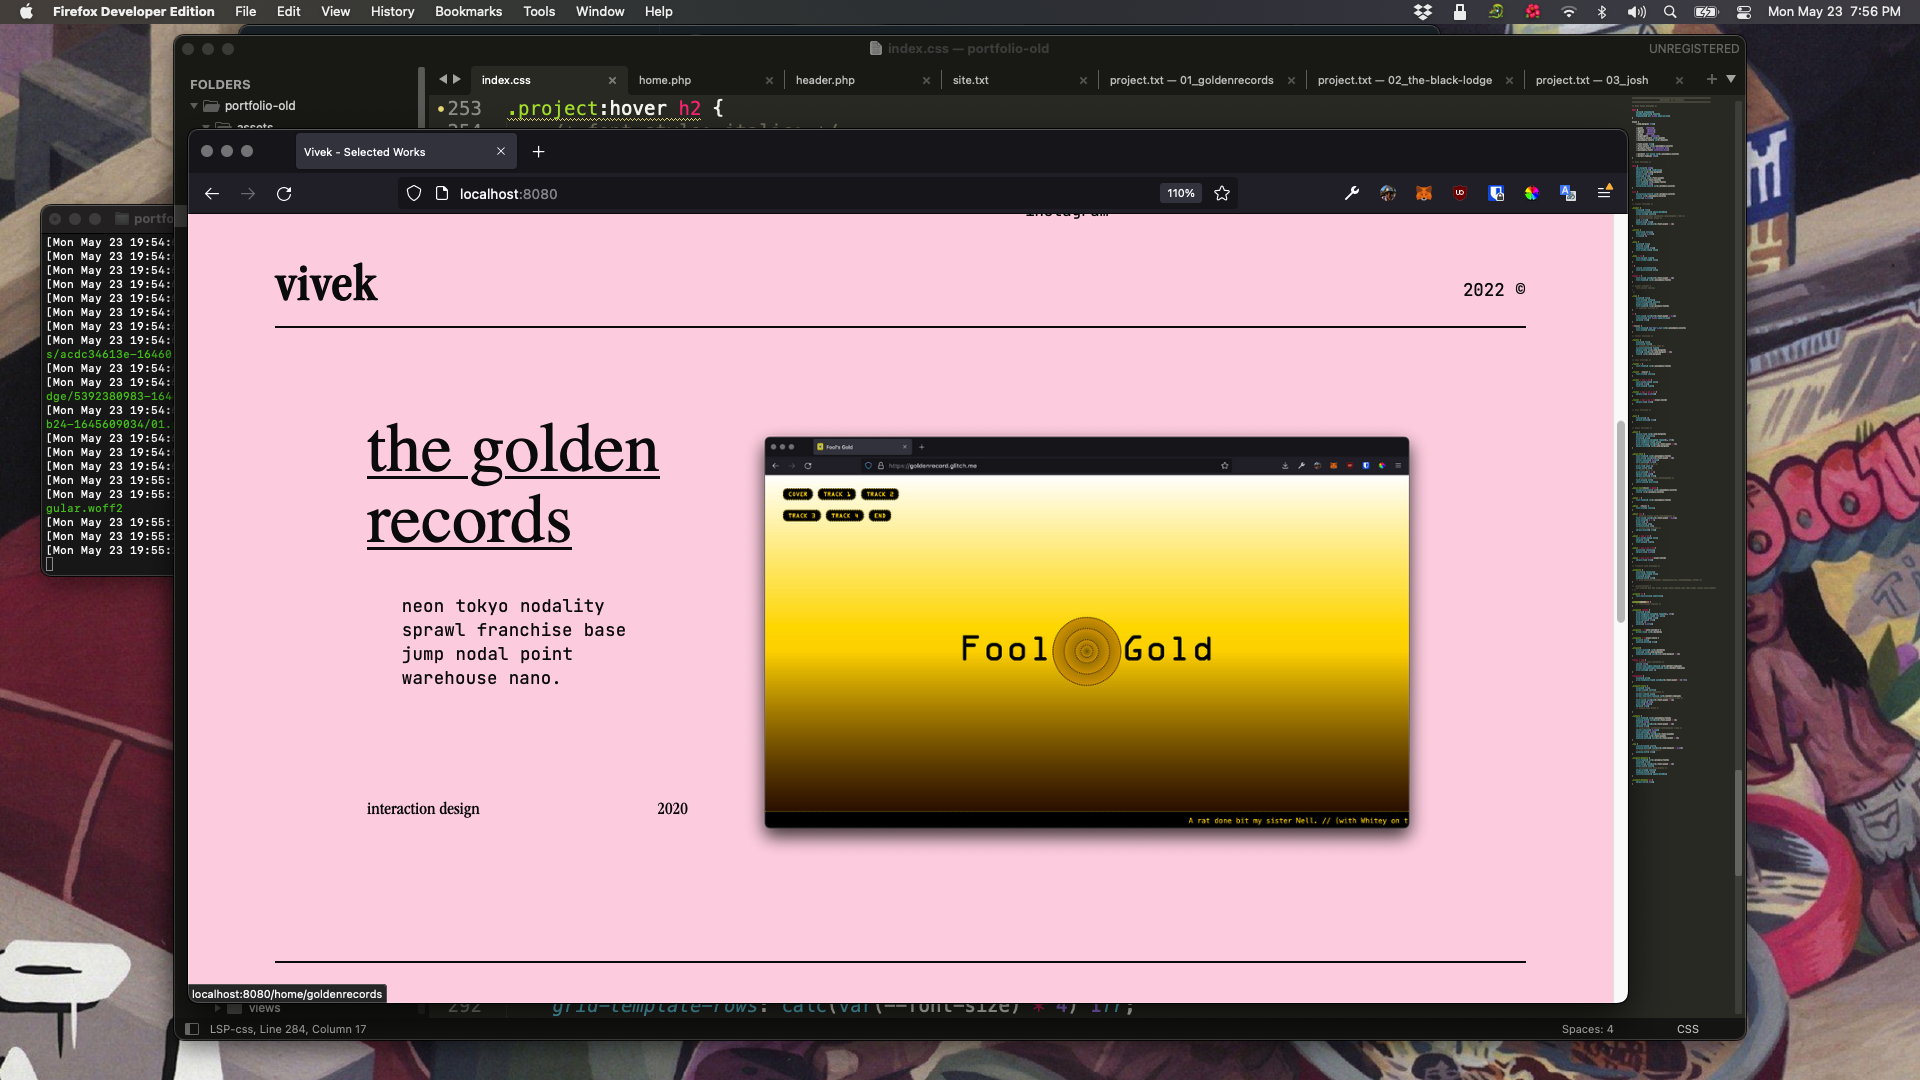 Firefox Developer Edition File Edit View History Bookmarks Tools Window Help Mon May 23 7:56 PM
index.css — portfolio-old UNREGISTERED
FOLDERS
portfolio-old
assets
index.css home.php header.php site.txt project.txt — 01_goldenrecords project.txt — 02_the-black-lodge project.txt — 03_josh
253 .project:hover h2 {
Vivek - Selected Works
localhost:8080 110%
portfo
[Mon May 23 19:54:
[Mon May 23 19:54:
[Mon May 23 19:54:
[Mon May 23 19:54:
[Mon May 23 19:54:
[Mon May 23 19:54:
[Mon May 23 19:54:
[Mon May 23 19:54:
s/acdc34613e-16460
[Mon May 23 19:54:
[Mon May 23 19:54:
dge/5392380983-164
[Mon May 23 19:54:
b24-1645609034/01.
[Mon May 23 19:54:
[Mon May 23 19:54:
[Mon May 23 19:54:
[Mon May 23 19:55:
[Mon May 23 19:55:
gular.woff2
[Mon May 23 19:55:
[Mon May 23 19:55:
[Mon May 23 19:55:
instagram
vivek
2022 ©
the golden
records
neon tokyo nodality
sprawl franchise base
jump nodal point
warehouse nano.
interaction design 2020
Fool's Gold
https://goldenrecord.glitch.me
COVER TRACK 1 TRACK 2
TRACK 3 TRACK 4 END
Fool Gold
A rat done bit my sister Nell. // (with Whitey on t
localhost:8080/home/goldenrecords
views
292 grid-template-rows: calc(var(--font-size) * 4) 1fr;
LSP-css, Line 284, Column 17 Spaces: 4 CSS